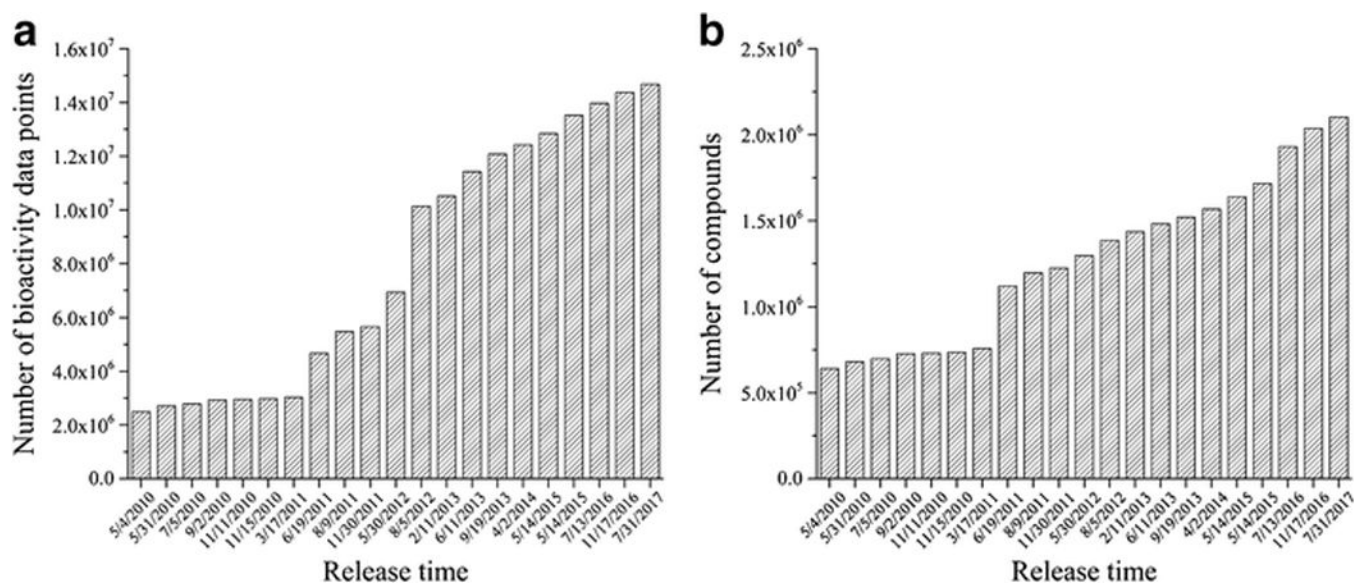 a
Number of bioactivity data points
1.6x10⁷
1.4x10⁷
1.2x10⁷
1.0x10⁷
8.0x10⁶
6.0x10⁶
4.0x10⁶
2.0x10⁶
0.0
5/4/2010
5/31/2010
7/5/2010
9/2/2010
11/11/2010
11/15/2010
3/17/2011
6/19/2011
8/9/2011
11/30/2011
5/30/2012
8/5/2012
2/11/2013
6/11/2013
9/19/2013
4/2/2014
5/14/2015
5/14/2015
7/13/2016
11/17/2016
7/31/2017
Release time
b
Number of compounds
2.5x10⁶
2.0x10⁶
1.5x10⁶
1.0x10⁶
5.0x10⁵
0.0
5/4/2010
5/31/2010
7/5/2010
9/2/2010
11/11/2010
11/15/2010
3/17/2011
6/19/2011
8/9/2011
11/30/2011
5/30/2012
8/5/2012
2/11/2013
6/11/2013
9/19/2013
4/2/2014
5/14/2015
5/14/2015
7/13/2016
11/17/2016
7/31/2017
Release time